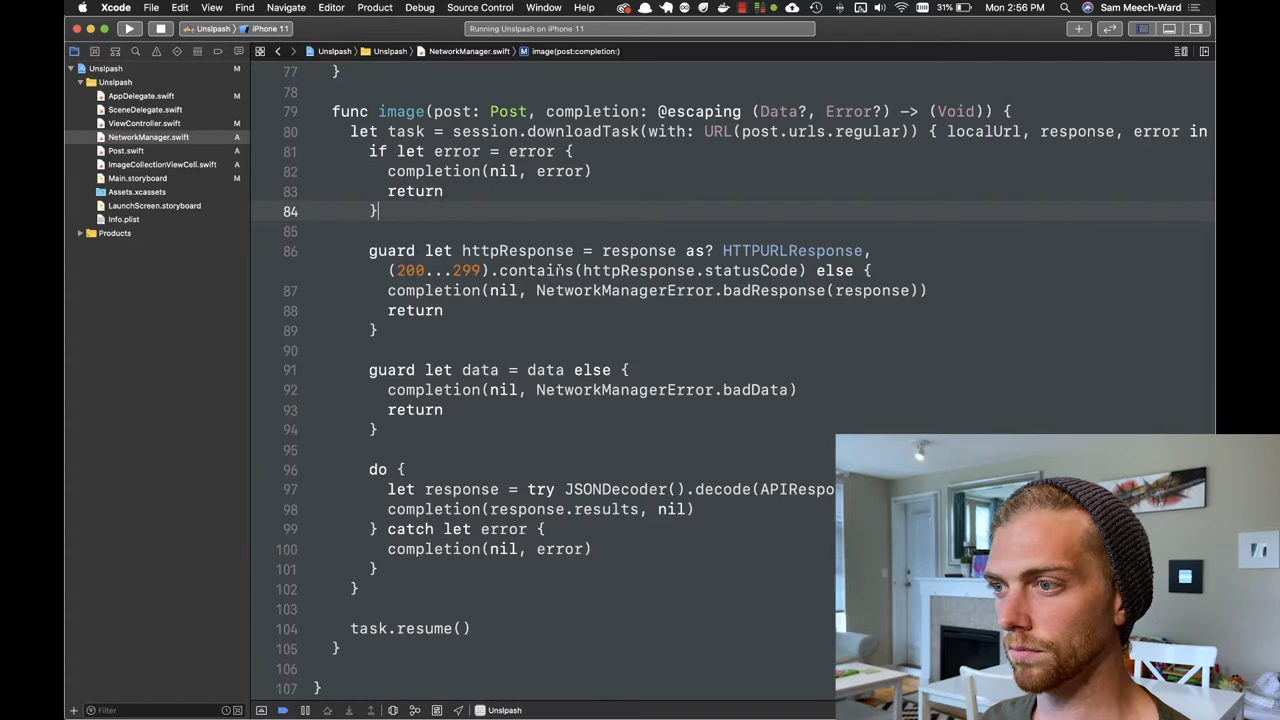 Xcode File Edit View Find Navigate Editor Product Debug Source Control Window Help 31% Mon 2:56 PM Sam Meech-Ward
Unslpash iPhone 11 Running Unslpash on iPhone 11
Unslpash M
Unslpash
AppDelegate.swift M
SceneDelegate.swift
ViewController.swift M
NetworkManager.swift A
Post.swift A
ImageCollectionViewCell.swift A
Main.storyboard M
Assets.xcassets
LaunchScreen.storyboard
Info.plist
Products
Filter
Unslpash Unslpash NetworkManager.swift M image(post:completion:)
77 }
78
79 func image(post: Post, completion: @escaping (Data?, Error?) -> (Void)) {
80 let task = session.downloadTask(with: URL(post.urls.regular)) { localUrl, response, error in
81 if let error = error {
82 completion(nil, error)
83 return
84 }
85
86 guard let httpResponse = response as? HTTPURLResponse,
(200...299).contains(httpResponse.statusCode) else {
87 completion(nil, NetworkManagerError.badResponse(response))
88 return
89 }
90
91 guard let data = data else {
92 completion(nil, NetworkManagerError.badData)
93 return
94 }
95
96 do {
97 let response = try JSONDecoder().decode(APIRespo
98 completion(response.results, nil)
99 } catch let error {
100 completion(nil, error)
101 }
102 }
103
104 task.resume()
105 }
106
107 }
Unslpash